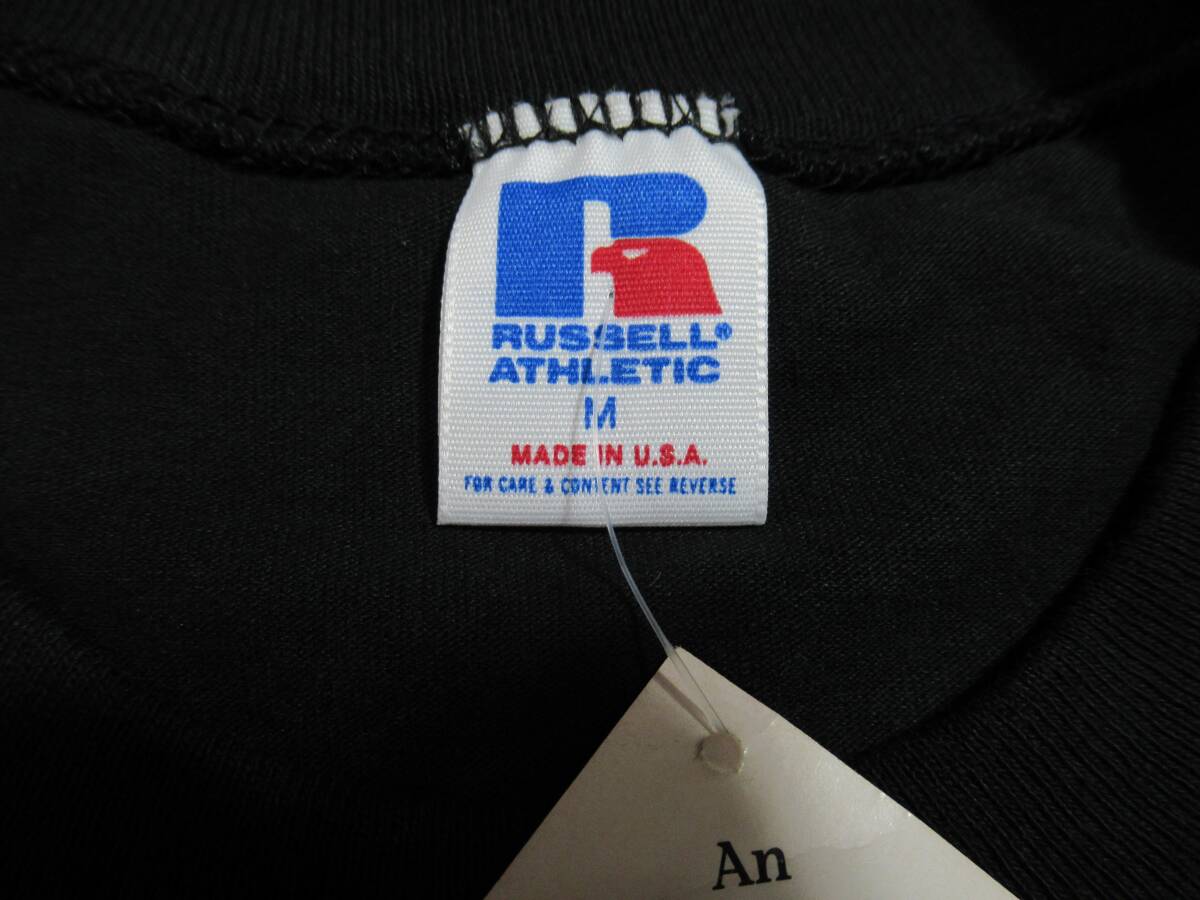 R
RUSSELL®
ATHLETIC
M
MADE IN U.S.A.
FOR CARE & CONTENT SEE REVERSE
An